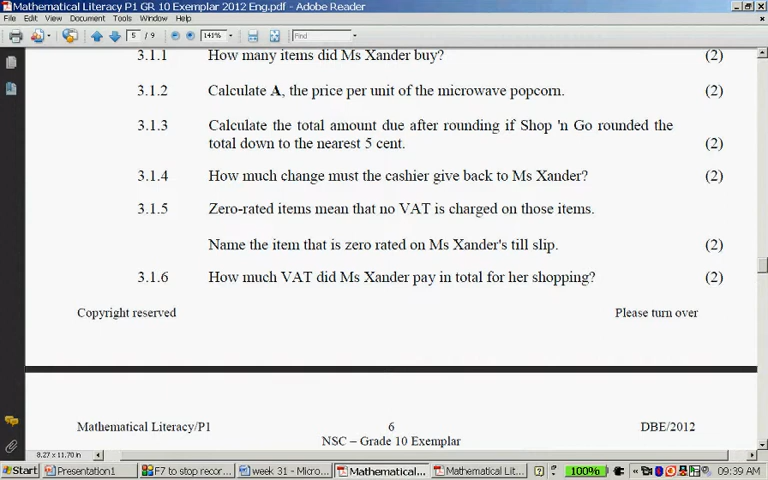 Mathematical Literacy P1 GR 10 Exemplar 2012 Eng.pdf - Adobe Reader
File Edit View Document Tools Window Help
5 / 9 141% Find
3.1.1 How many items did Ms Xander buy? (2)
3.1.2 Calculate A, the price per unit of the microwave popcorn. (2)
3.1.3 Calculate the total amount due after rounding if Shop 'n Go rounded the
total down to the nearest 5 cent. (2)
3.1.4 How much change must the cashier give back to Ms Xander? (2)
3.1.5 Zero-rated items mean that no VAT is charged on those items.
Name the item that is zero rated on Ms Xander's till slip. (2)
3.1.6 How much VAT did Ms Xander pay in total for her shopping? (2)
Copyright reserved Please turn over
Mathematical Literacy/P1 6 DBE/2012
NSC – Grade 10 Exemplar
8.27 x 11.70 in
Start Presentation1 F7 to stop recor... week 31 - Micro... Mathematical... Mathematical Lit... 100% 09:39 AM